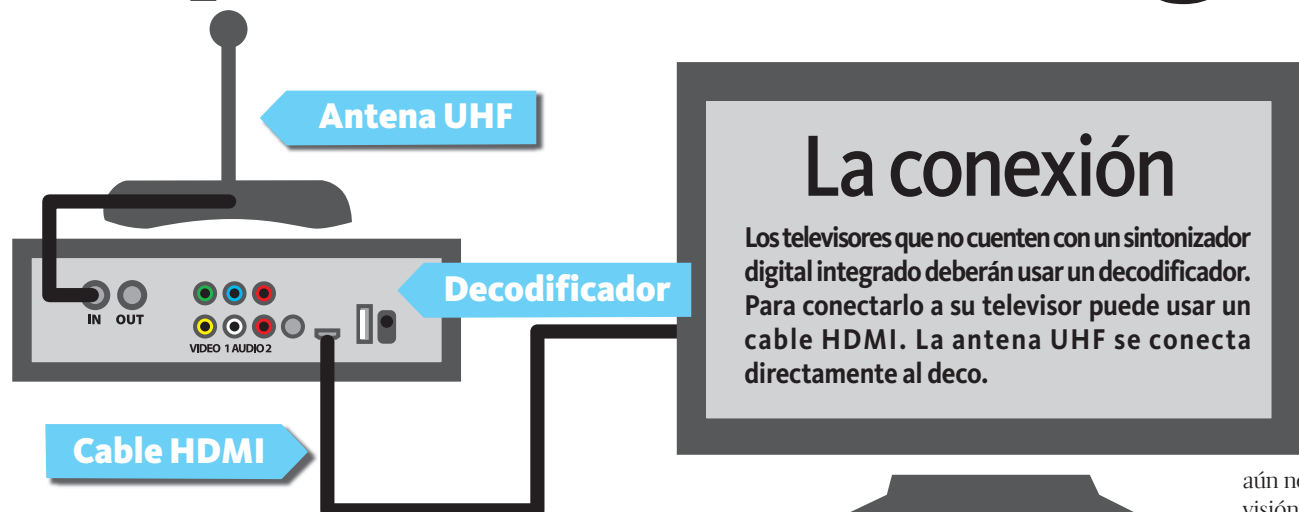 Antena UHF
La conexión
Los televisores que no cuenten con un sintonizador
digital integrado deberán usar un decodificador.
Para conectarlo a su televisor puede usar un
cable HDMI. La antena UHF se conecta
directamente al deco.
Decodificador
IN OUT
VIDEO 1 AUDIO 2
Cable HDMI
aún
visión